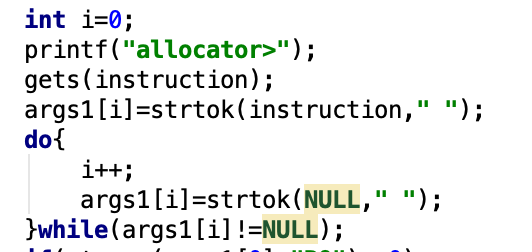 int i=0;
printf("allocator>");
gets(instruction);
args1[i]=strtok(instruction," ");
do{
i++;
args1[i]=strtok(NULL," ");
}while(args1[i]!=NULL);